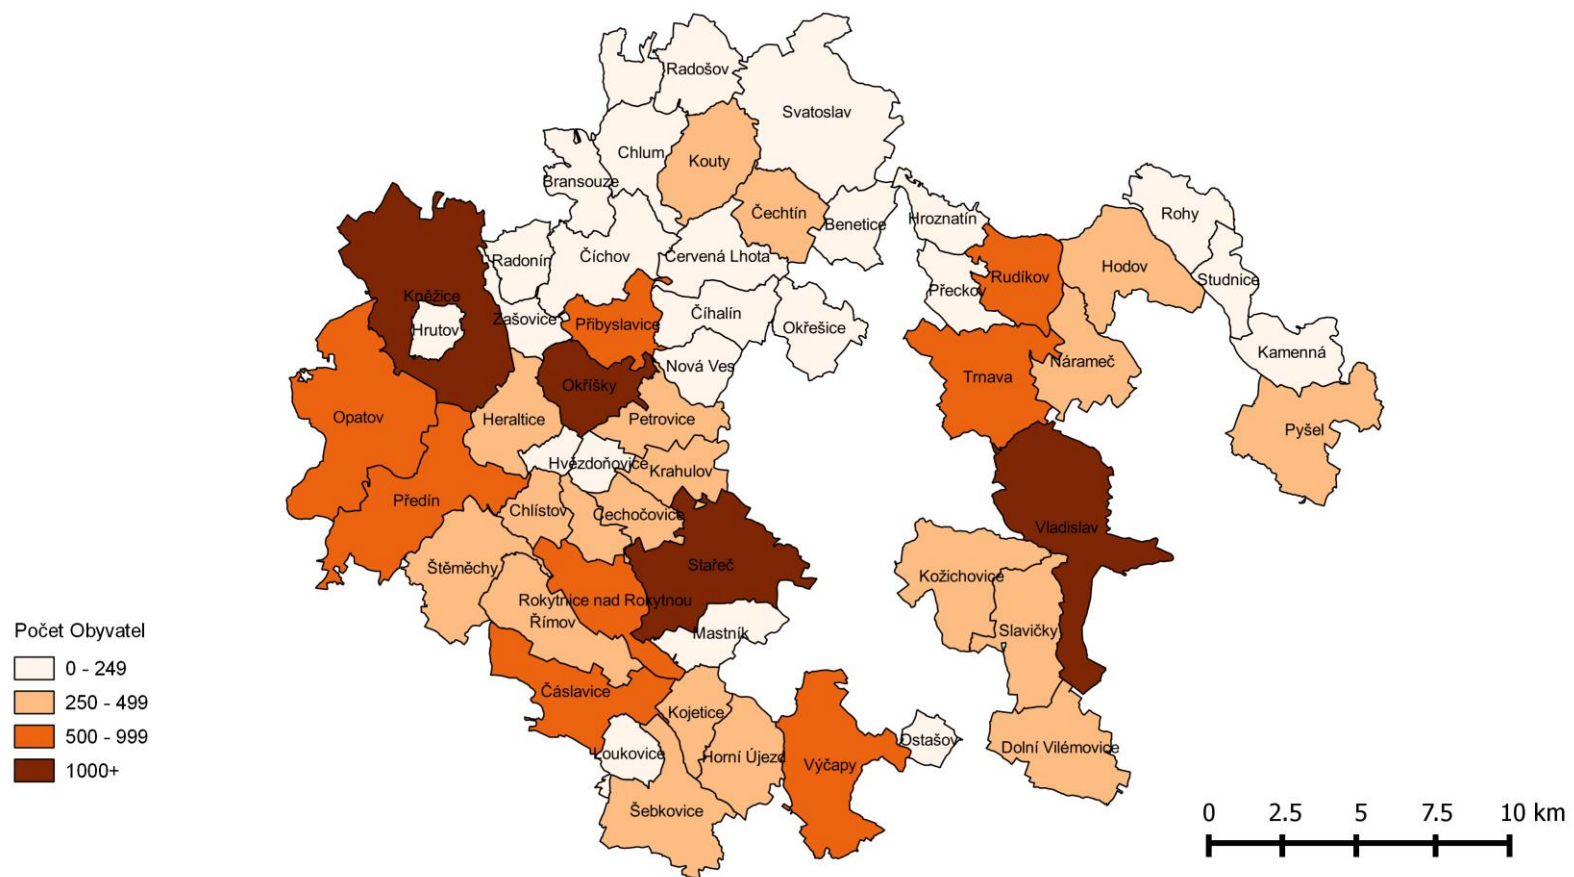 Radošov
Svatoslav
Chlum
Kouty
Bransouze
Čechtín
Benetice
Hroznatín
Rohy
Radonín
Číchov
Červená Lhota
Přeckov
Rudíkov
Hodov
Studnice
Kněžice
Hrutov
Zašovice
Přibyslavice
Číhalín
Okřešice
Kamenná
Nová Ves
Okříšky
Trnava
Nárameč
Opatov
Heraltice
Petrovice
Pyšel
Hvězdoňovice
Krahulov
Předín
Chlístov
Čechočovice
Vladislav
Štěměchy
Stařeč
Kožichovice
Rokytnice nad Rokytnou
Římov
Mastník
Slavičky
Čáslavice
Kojetice
Loukovice
Horní Újezd
Výčapy
Ostašov
Dolní Vilémovice
Šebkovice
Počet Obyvatel
0 - 249
250 - 499
500 - 999
1000+
0 2.5 5 7.5 10 km